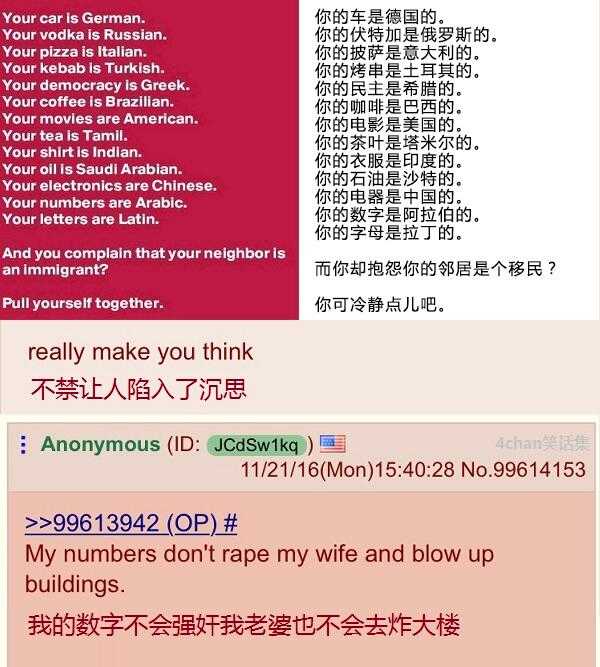 Your car is German.
Your vodka is Russian.
Your pizza is Italian.
Your kebab is Turkish.
Your democracy is Greek.
Your coffee is Brazilian.
Your movies are American.
Your tea is Tamil.
Your shirt is Indian.
Your oil is Saudi Arabian.
Your electronics are Chinese.
Your numbers are Arabic.
Your letters are Latin.
And you complain that your neighbor is
an immigrant?
Pull yourself together.
你的车是德国的。
你的伏特加是俄罗斯的。
你的披萨是意大利的。
你的烤串是土耳其的。
你的民主是希腊的。
你的咖啡是巴西的。
你的电影是美国的。
你的茶叶是塔米尔的。
你的衣服是印度的。
你的石油是沙特的。
你的电器是中国的。
你的数字是阿拉伯的。
你的字母是拉丁的。
而你却抱怨你的邻居是个移民？
你可冷静点儿吧。
really make you think
不禁让人陷入了沉思
Anonymous (ID: JCdSw1kq)
4chan笑话集
11/21/16(Mon)15:40:28 No.99614153
>>99613942 (OP) #
My numbers don't rape my wife and blow up
buildings.
我的数字不会强奸我老婆也不会去炸大楼